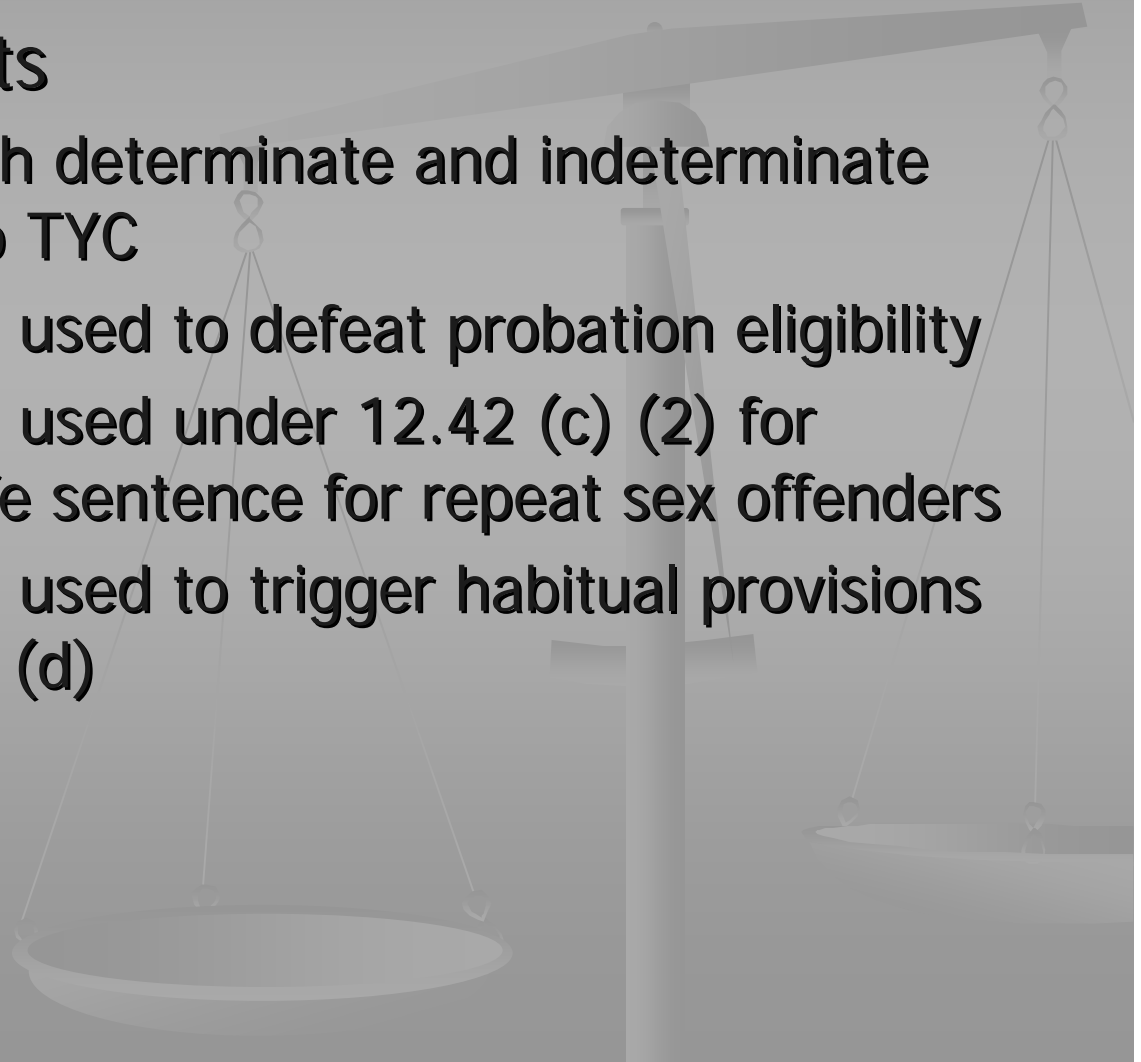 ts
h determinate and indeterminate
TYC
used to defeat probation eligibility
used under 12.42 (c) (2) for
e sentence for repeat sex offenders
used to trigger habitual provisions
(d)